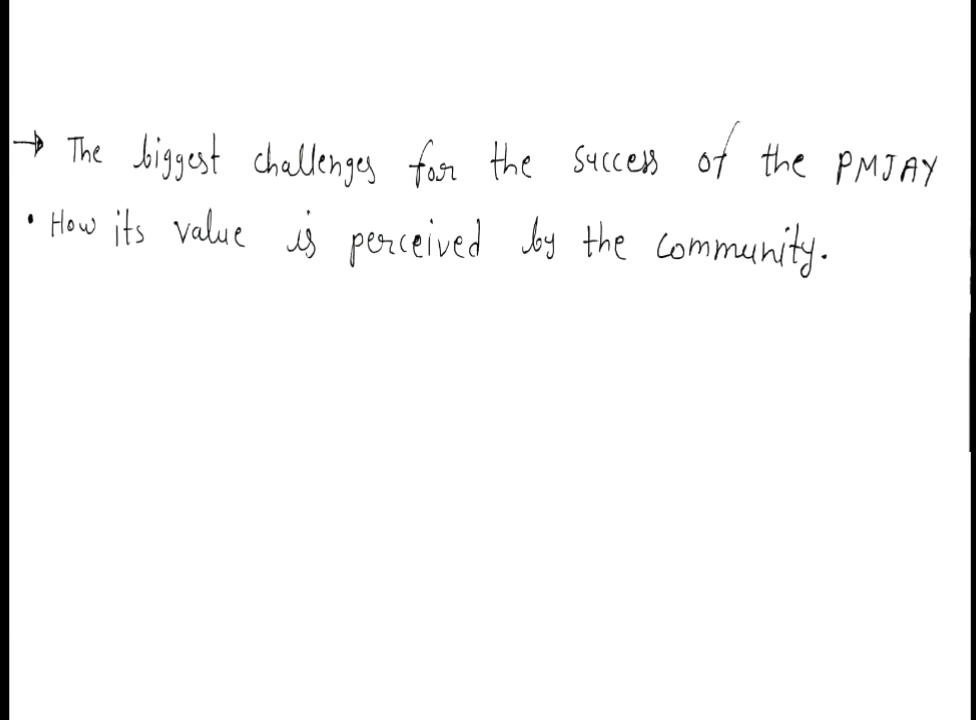 → The biggest challenges for the success of the PMJAY
• How its value is perceived by the community.